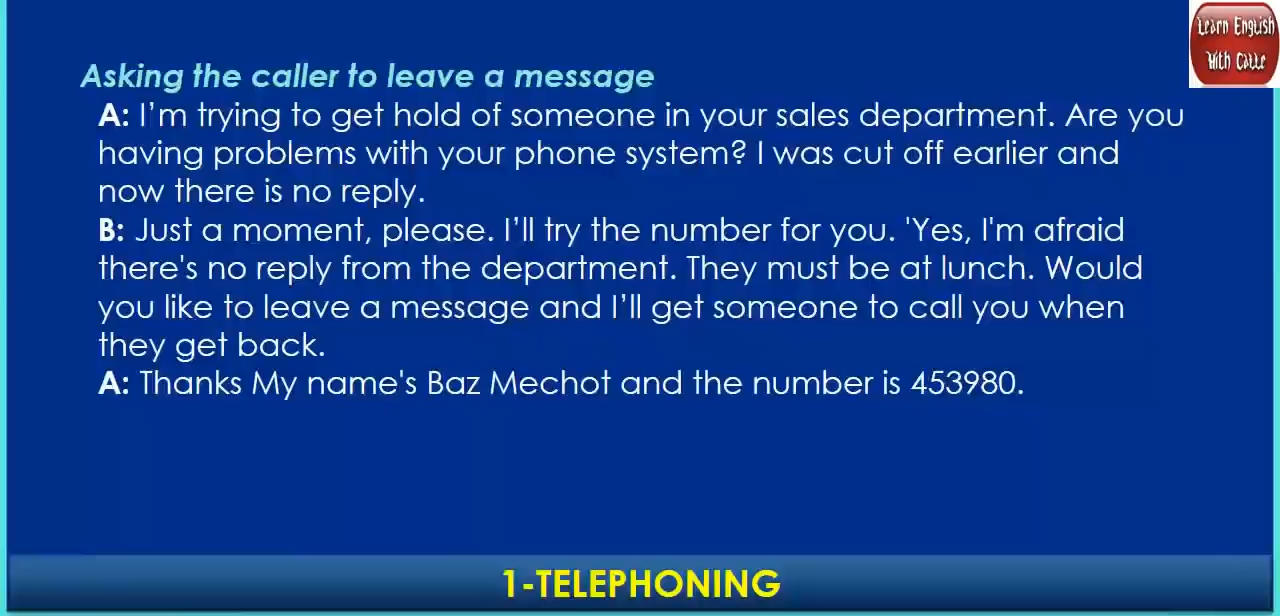 Learn English
With Callc
Asking the caller to leave a message
A: I’m trying to get hold of someone in your sales department. Are you
having problems with your phone system? I was cut off earlier and
now there is no reply.
B: Just a moment, please. I’ll try the number for you. 'Yes, I'm afraid
there's no reply from the department. They must be at lunch. Would
you like to leave a message and I’ll get someone to call you when
they get back.
A: Thanks My name's Baz Mechot and the number is 453980.
1-TELEPHONING